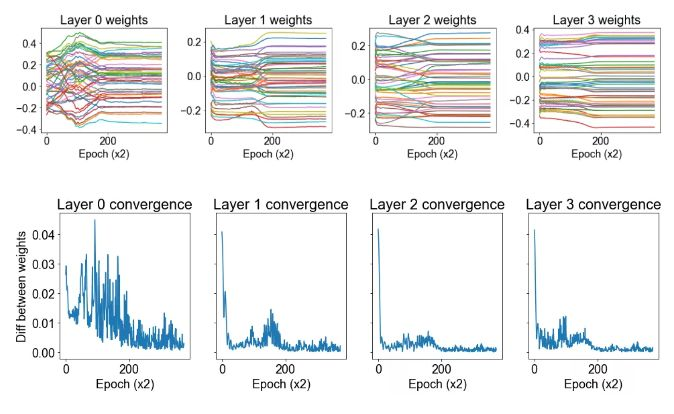 Layer 0 weights
0.4
0.2
0.0
−0.2
−0.4
0
200
Epoch (x2)
Layer 1 weights
0.2
0.0
−0.2
0
200
Epoch (x2)
Layer 2 weights
0.2
0.0
−0.2
0
200
Epoch (x2)
Layer 3 weights
0.4
0.2
0.0
−0.2
−0.4
0
200
Epoch (x2)
Layer 0 convergence
Diff between weights
0.04
0.03
0.02
0.01
0.00
0
200
Epoch (x2)
Layer 1 convergence
0
200
Epoch (x2)
Layer 2 convergence
0
200
Epoch (x2)
Layer 3 convergence
0
200
Epoch (x2)